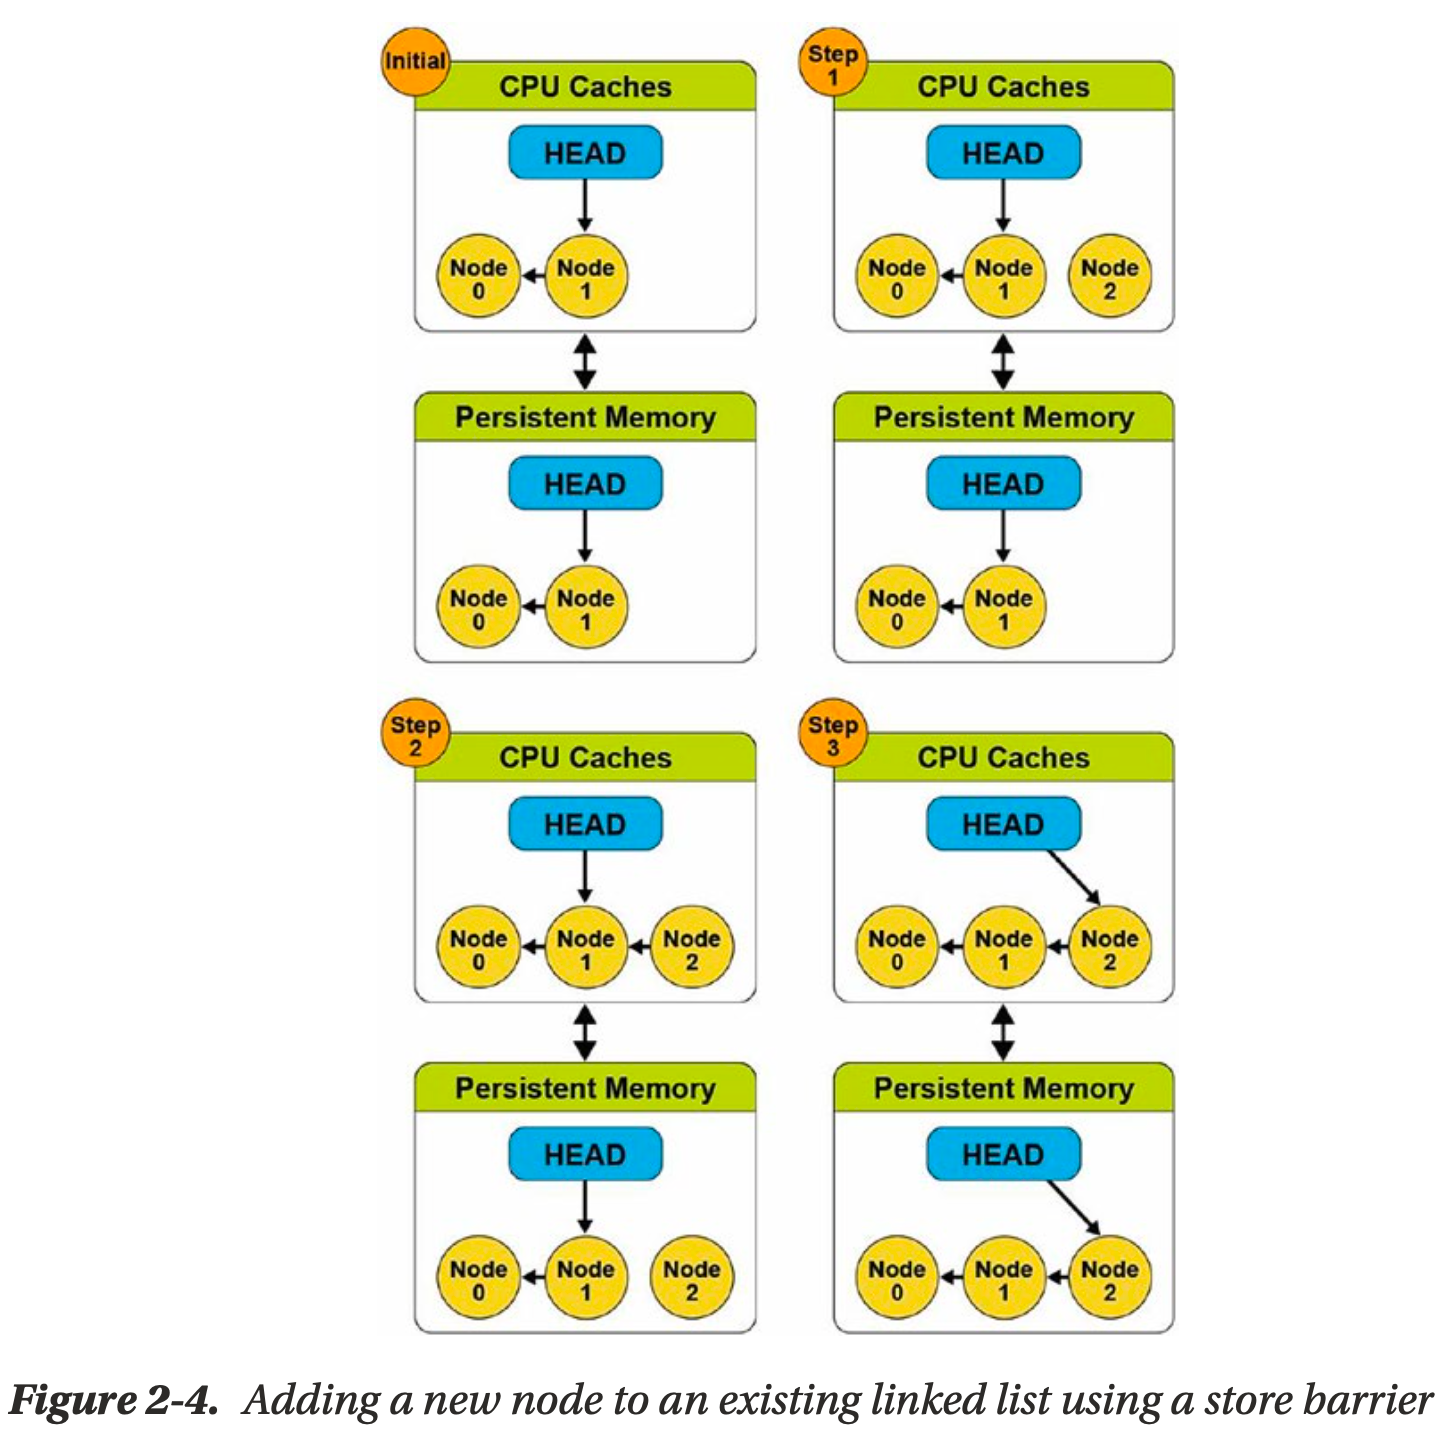 Initial
CPU Caches
HEAD
Node
0
Node
1
Persistent Memory
HEAD
Node
0
Node
1
Step
1
CPU Caches
HEAD
Node
0
Node
1
Node
2
Persistent Memory
HEAD
Node
0
Node
1
Step
2
CPU Caches
HEAD
Node
0
Node
1
Node
2
Persistent Memory
HEAD
Node
0
Node
1
Node
2
Step
3
CPU Caches
HEAD
Node
0
Node
1
Node
2
Persistent Memory
HEAD
Node
0
Node
1
Node
2
Figure 2-4. Adding a new node to an existing linked list using a store barrier